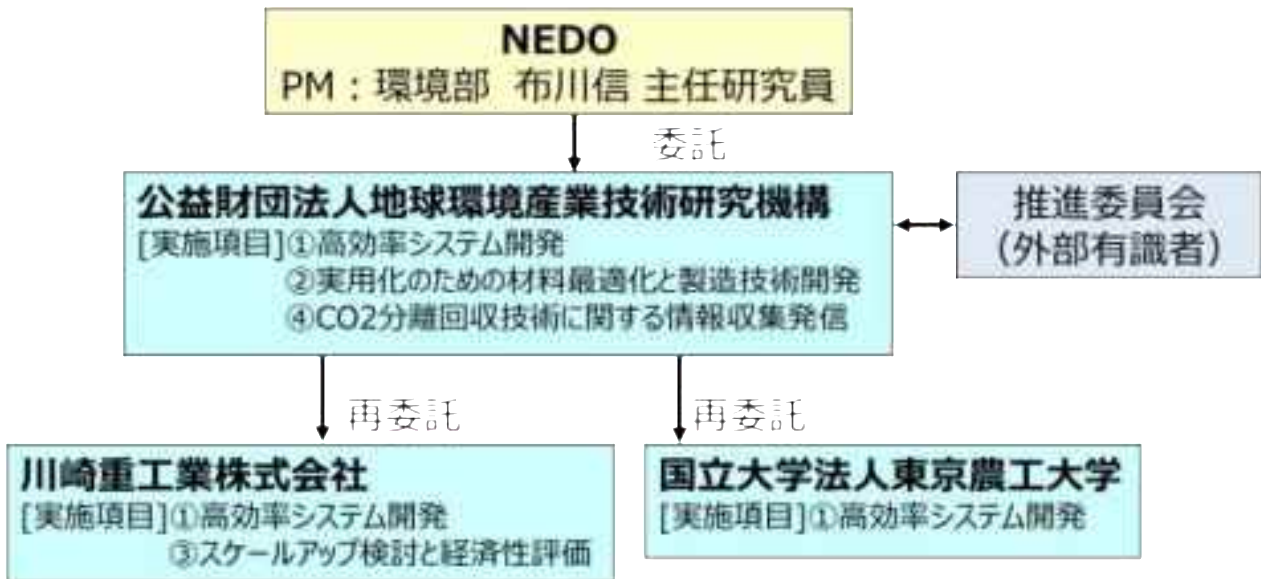 NEDO
PM：環境部 布川信 主任研究員
委託
公益財団法人地球環境産業技術研究機構
[実施項目]①高効率システム開発
②実用化のための材料最適化と製造技術開発
④CO2分離回収技術に関する情報収集発信
推進委員会
(外部有識者)
再委託
再委託
川崎重工業株式会社
[実施項目]①高効率システム開発
③スケールアップ検討と経済性評価
国立大学法人東京農工大学
[実施項目]①高効率システム開発